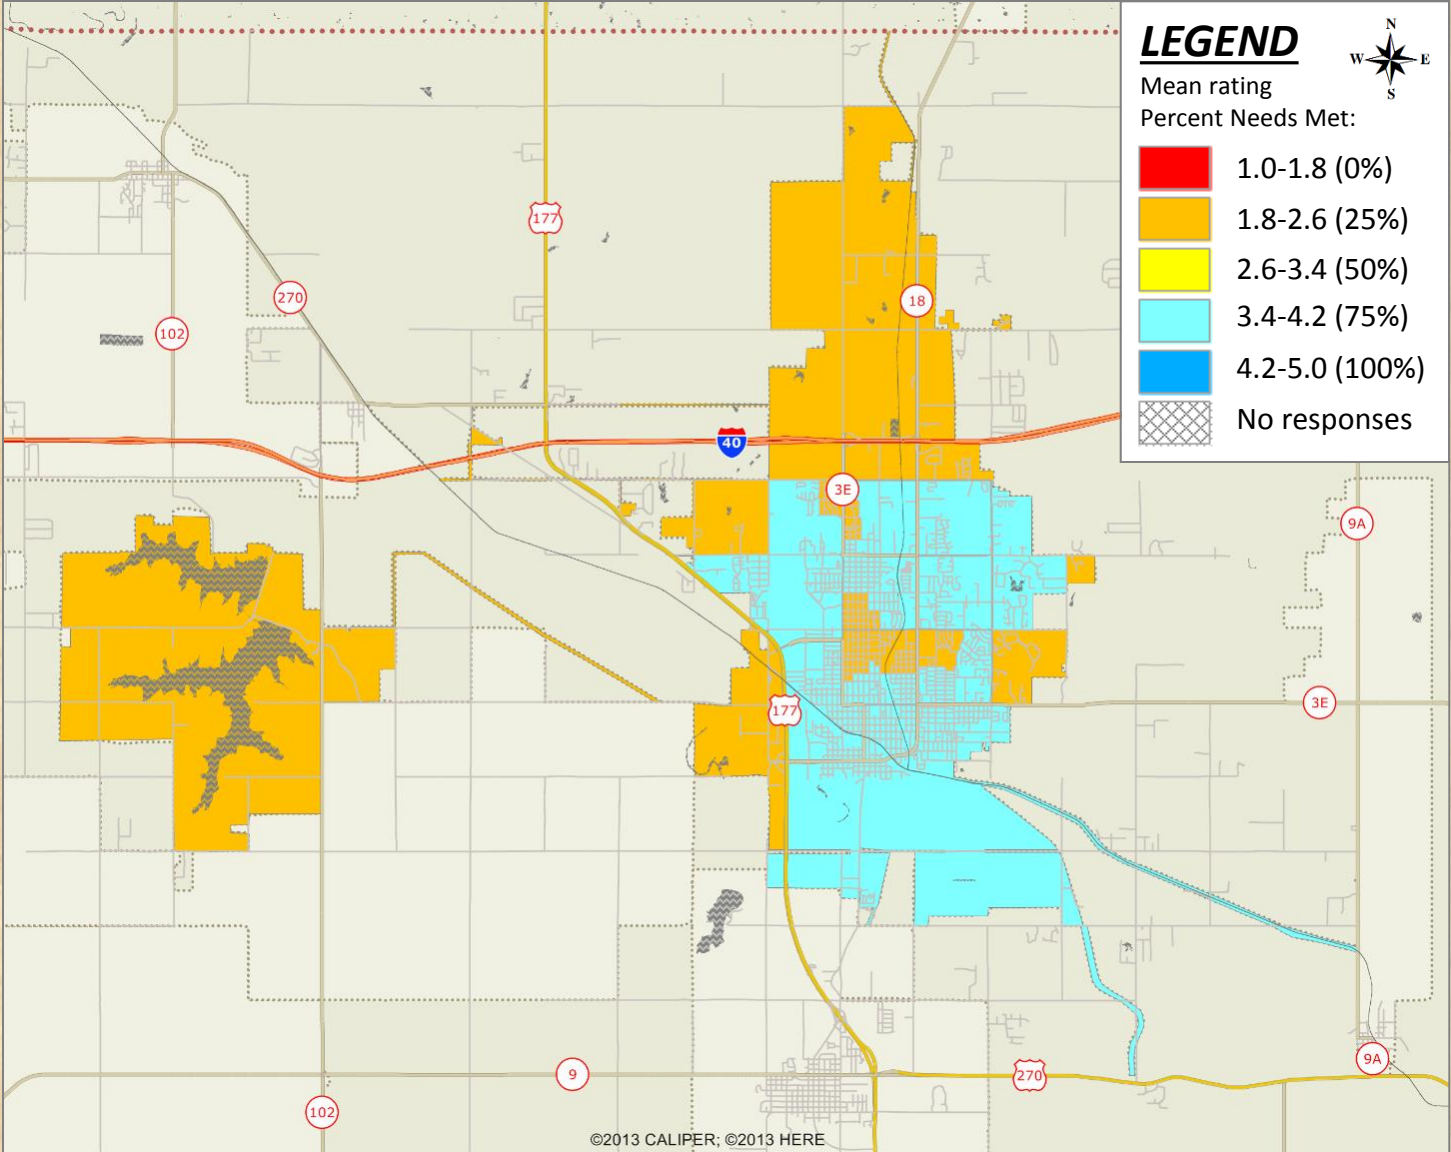 LEGEND
N
W E
S
Mean rating
Percent Needs Met:
1.0-1.8 (0%)
1.8-2.6 (25%)
2.6-3.4 (50%)
3.4-4.2 (75%)
4.2-5.0 (100%)
No responses
177
270
18
102
40
3E
9A
3E
177
9A
9
270
102
©2013 CALIPER; ©2013 HERE